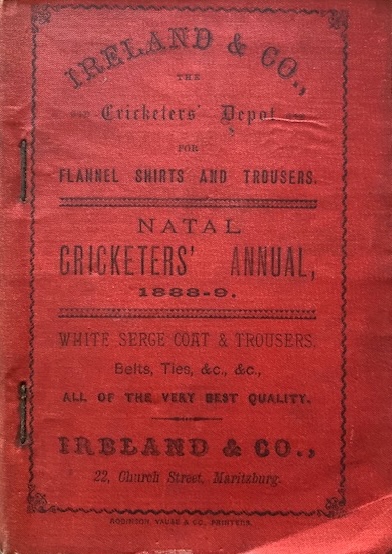 IRELAND & CO.,
THE
Cricketers' Depot
FOR
FLANNEL SHIRTS AND TROUSERS.
NATAL
CRICKETERS' ANNUAL,
1888-9.
WHITE SERGE COAT & TROUSERS.
Belts, Ties, &c., &c.,
ALL OF THE VERY BEST QUALITY.
IRELAND & CO.,
22, Church Street, Maritzburg.
ROBINSON, VAUSE & CO., PRINTERS.